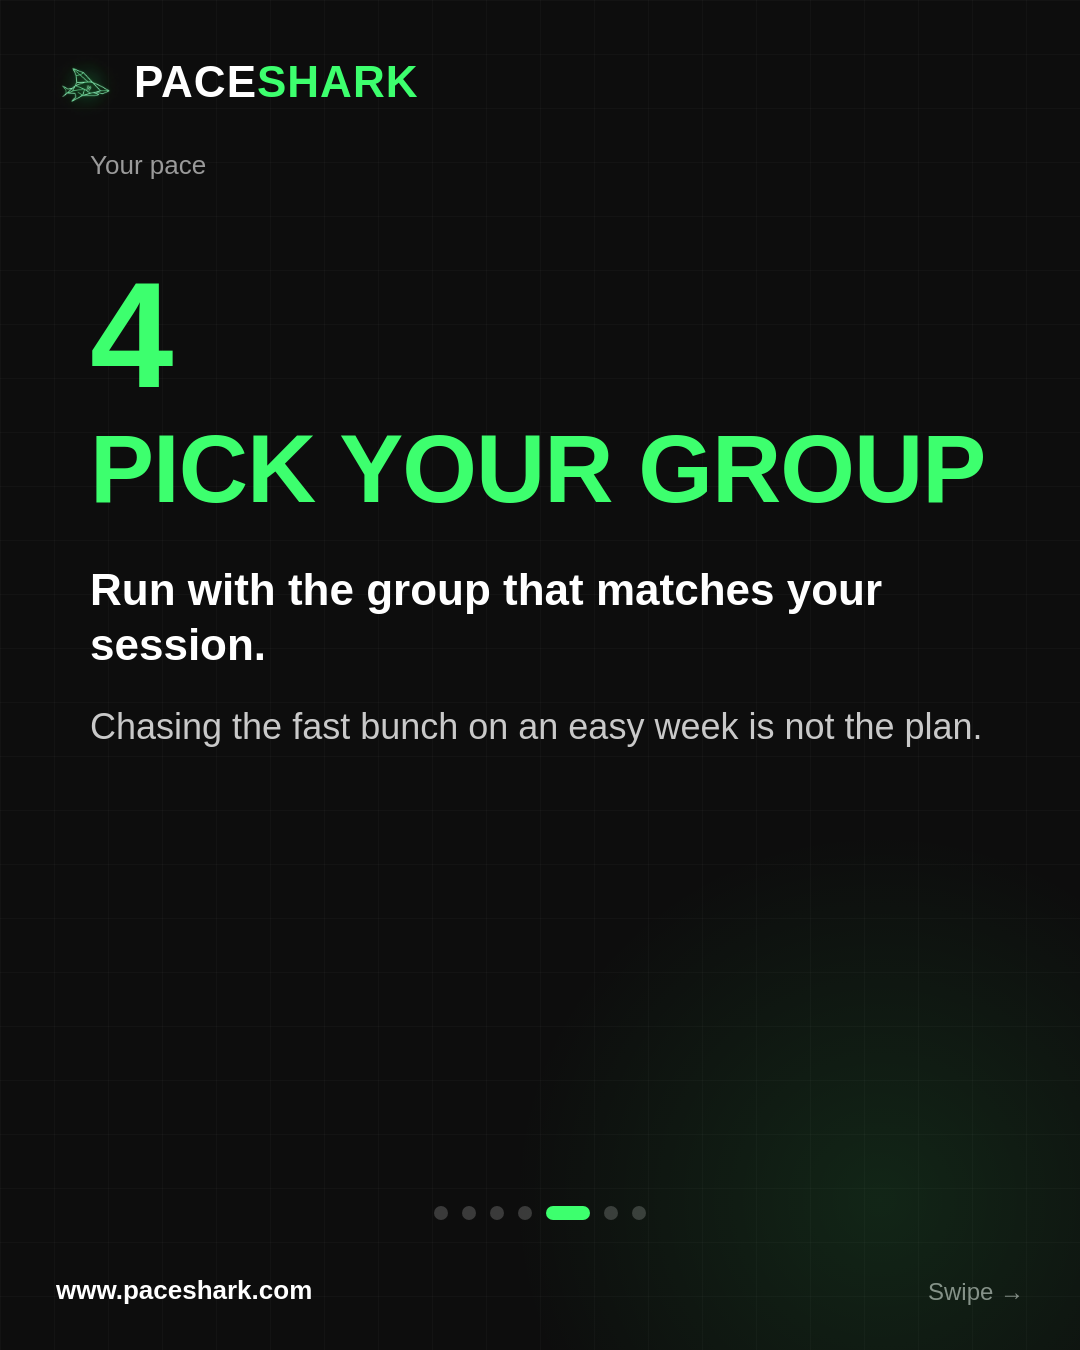 PACESHARK
Your pace
4
PICK YOUR GROUP
Run with the group that matches your
session.
Chasing the fast bunch on an easy week is not the plan.
www.paceshark.com
Swipe →